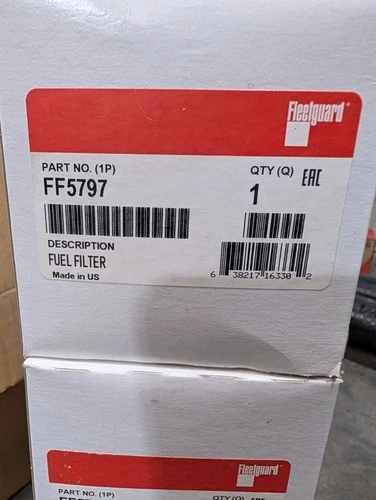 Fleetguard®
PART NO. (1P)
QTY (Q)
EAC
FF5797
1
DESCRIPTION
FUEL FILTER
Made in US
6 38217 16330 2
Fleetguard®
PART NO. (1P)
QTY (Q)